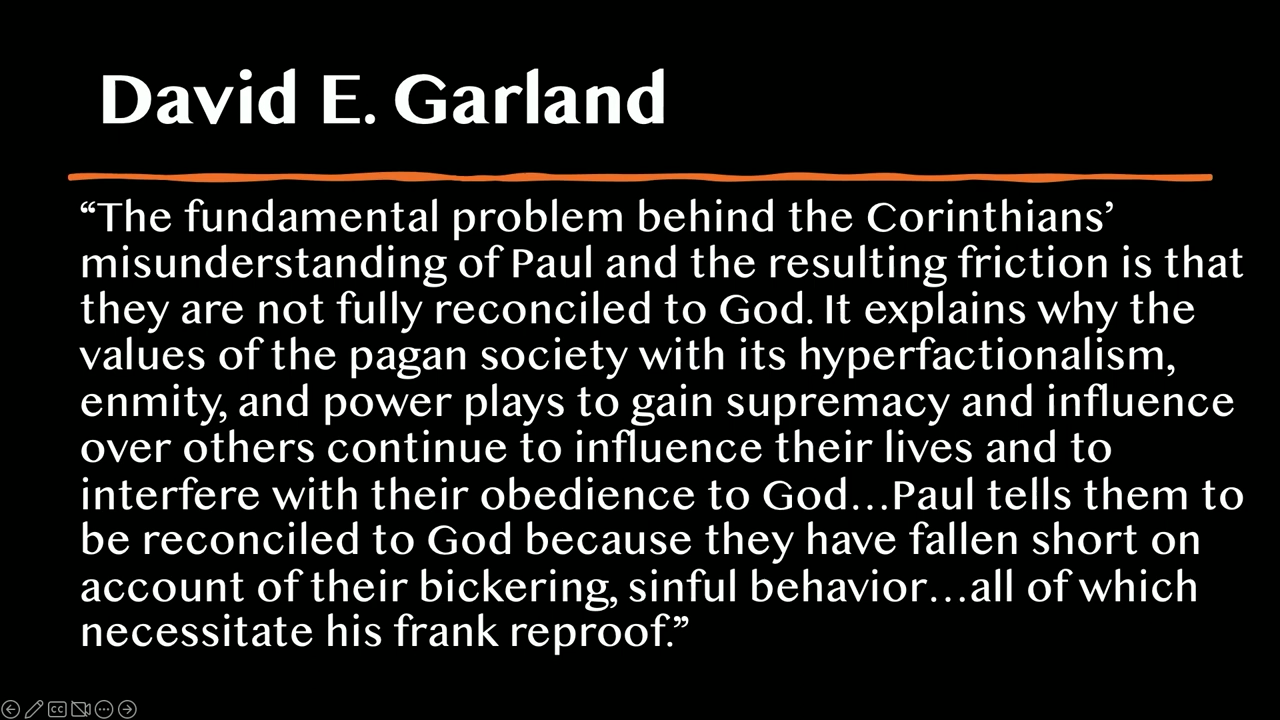 David E. Garland
“The fundamental problem behind the Corinthians’
misunderstanding of Paul and the resulting friction is that
they are not fully reconciled to God. It explains why the
values of the pagan society with its hyperfactionalism,
enmity, and power plays to gain supremacy and influence
over others continue to influence their lives and to
interfere with their obedience to God…Paul tells them to
be reconciled to God because they have fallen short on
account of their bickering, sinful behavior…all of which
necessitate his frank reproof.”
CC